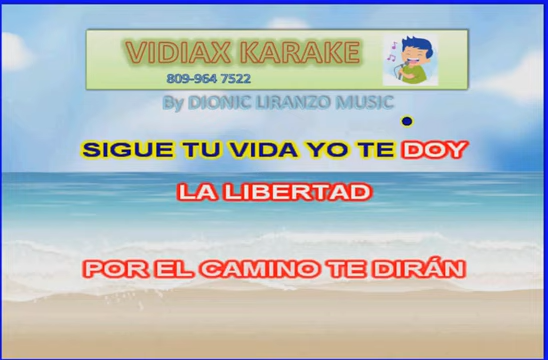 VIDIAX KARAKE
809-964 7522
By DIONIC LIRANZO MUSIC
SIGUE TU VIDA YO TE DOY
LA LIBERTAD
POR EL CAMINO TE DIRÁN